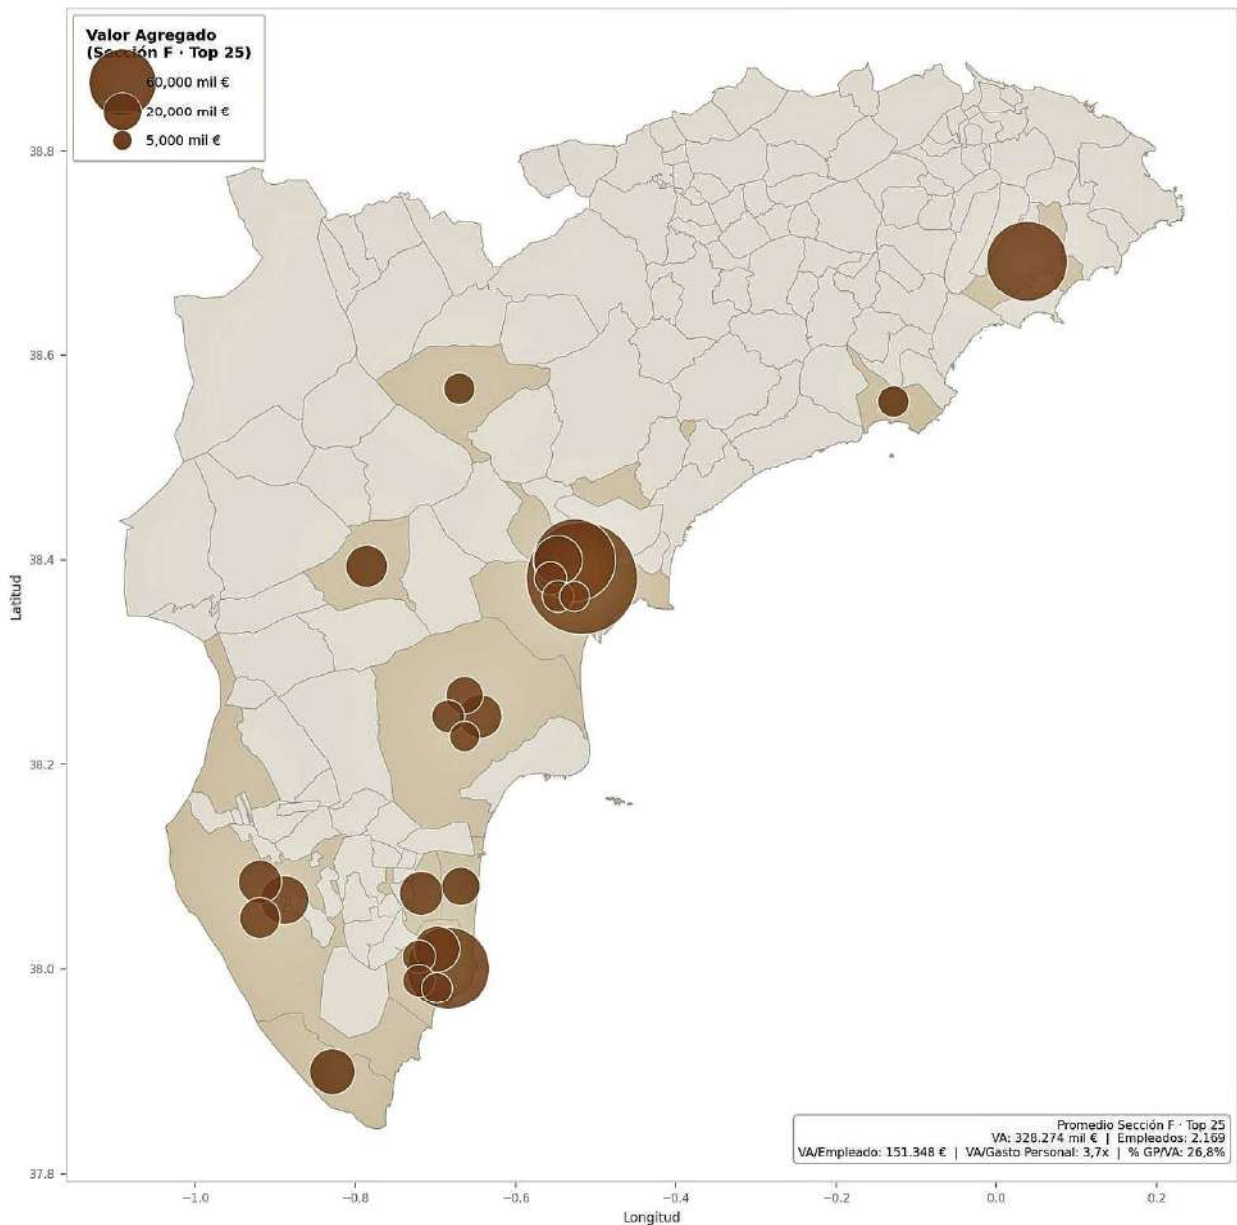 Valor Agregado
(Sección F · Top 25)
60,000 mil €
20,000 mil €
5,000 mil €
38.8
38.6
38.4
38.2
38.0
37.8
Latitud
−1.0
−0.8
−0.6
−0.4
−0.2
0.0
0.2
Longitud
Promedio Sección F · Top 25
VA: 328.274 mil € | Empleados: 2.169
VA/Empleado: 151.348 € | VA/Gasto Personal: 3,7x | % GP/VA: 26,8%